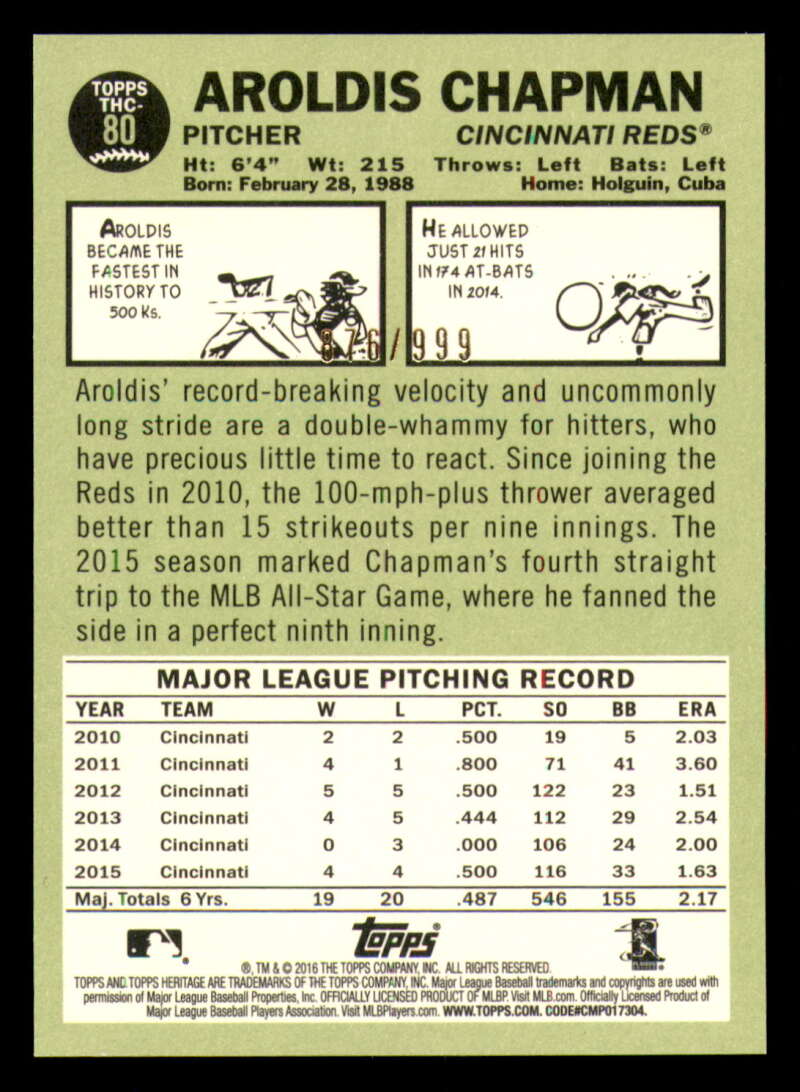 TOPPS
THC-
80
AROLDIS CHAPMAN
PITCHER CINCINNATI REDS®
Ht: 6'4" Wt: 215 Throws: Left Bats: Left
Born: February 28, 1988 Home: Holguin, Cuba
AROLDIS
BECAME THE
FASTEST IN
HISTORY TO
500 Ks.
HE ALLOWED
JUST 21 HITS
IN 174 AT-BATS
IN 2014.
876/999
Aroldis' record-breaking velocity and uncommonly
long stride are a double-whammy for hitters, who
have precious little time to react. Since joining the
Reds in 2010, the 100-mph-plus thrower averaged
better than 15 strikeouts per nine innings. The
2015 season marked Chapman's fourth straight
trip to the MLB All-Star Game, where he fanned the
side in a perfect ninth inning.
MAJOR LEAGUE PITCHING RECORD
YEAR TEAM W L PCT. SO BB ERA
2010 Cincinnati 2 2 .500 19 5 2.03
2011 Cincinnati 4 1 .800 71 41 3.60
2012 Cincinnati 5 5 .500 122 23 1.51
2013 Cincinnati 4 5 .444 112 29 2.54
2014 Cincinnati 0 3 .000 106 24 2.00
2015 Cincinnati 4 4 .500 116 33 1.63
Maj. Totals 6 Yrs. 19 20 .487 546 155 2.17
topps®
®, TM & © 2016 THE TOPPS COMPANY, INC. ALL RIGHTS RESERVED.
TOPPS AND TOPPS HERITAGE ARE TRADEMARKS OF THE TOPPS COMPANY, INC. Major League Baseball trademarks and copyrights are used with
permission of Major League Baseball Properties, Inc. OFFICIALLY LICENSED PRODUCT OF MLBP. Visit MLB.com. Officially Licensed Product of
Major League Baseball Players Association. Visit MLBPlayers.com. WWW.TOPPS.COM. CODE#CMP017304.